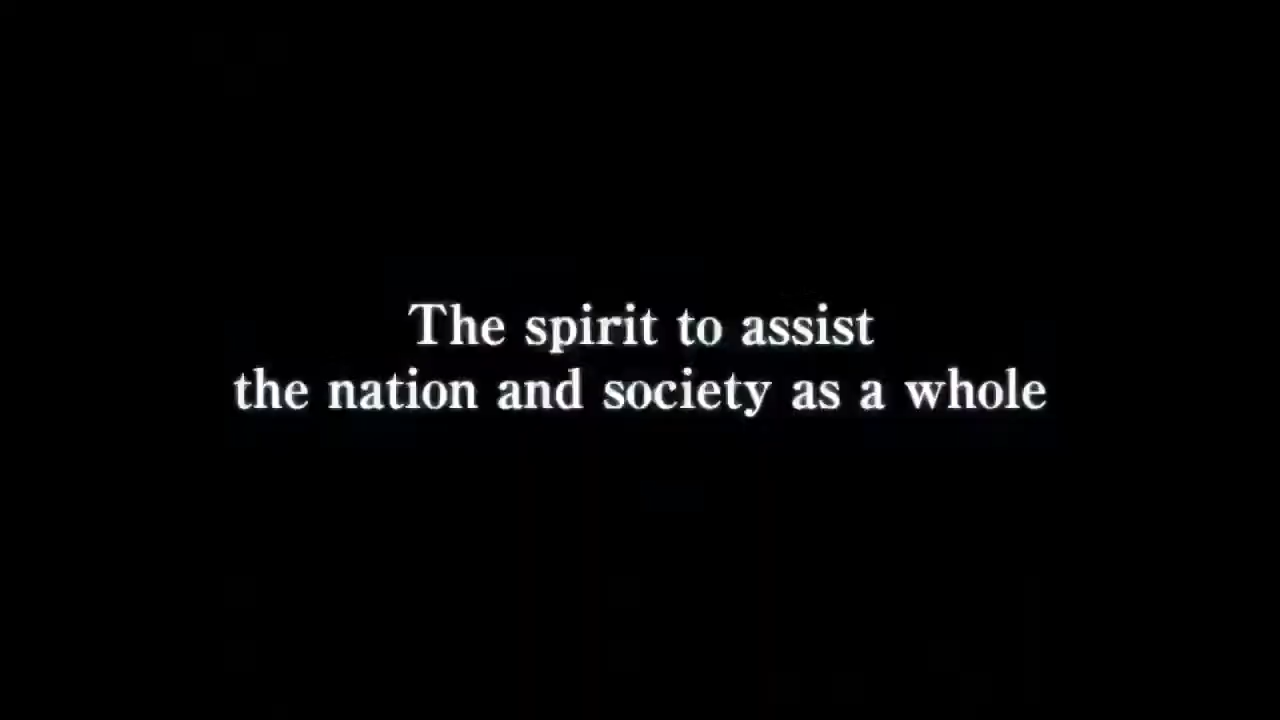 The spirit to assist
the nation and society as a whole